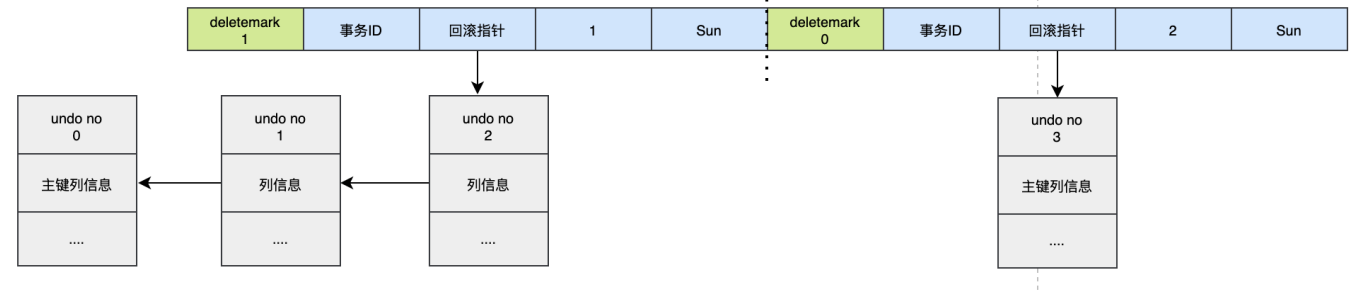 deletemark
1
事务ID
回滚指针
1
Sun
deletemark
0
事务ID
回滚指针
2
Sun
undo no
0
主键列信息
....
undo no
1
列信息
....
undo no
2
列信息
....
undo no
3
主键列信息
....